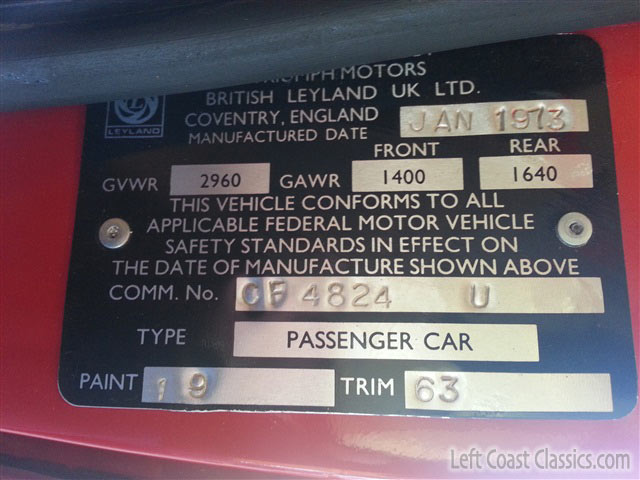 TRIUMPH MOTORS
BRITISH LEYLAND UK LTD.
COVENTRY, ENGLAND
MANUFACTURED DATE JAN 1973
LEYLAND
FRONT REAR
GVWR 2960 GAWR 1400 1640
THIS VEHICLE CONFORMS TO ALL
APPLICABLE FEDERAL MOTOR VEHICLE
SAFETY STANDARDS IN EFFECT ON
THE DATE OF MANUFACTURE SHOWN ABOVE
COMM. No. CF 4824 U
TYPE PASSENGER CAR
PAINT 19 TRIM 63
Left Coast Classics.com